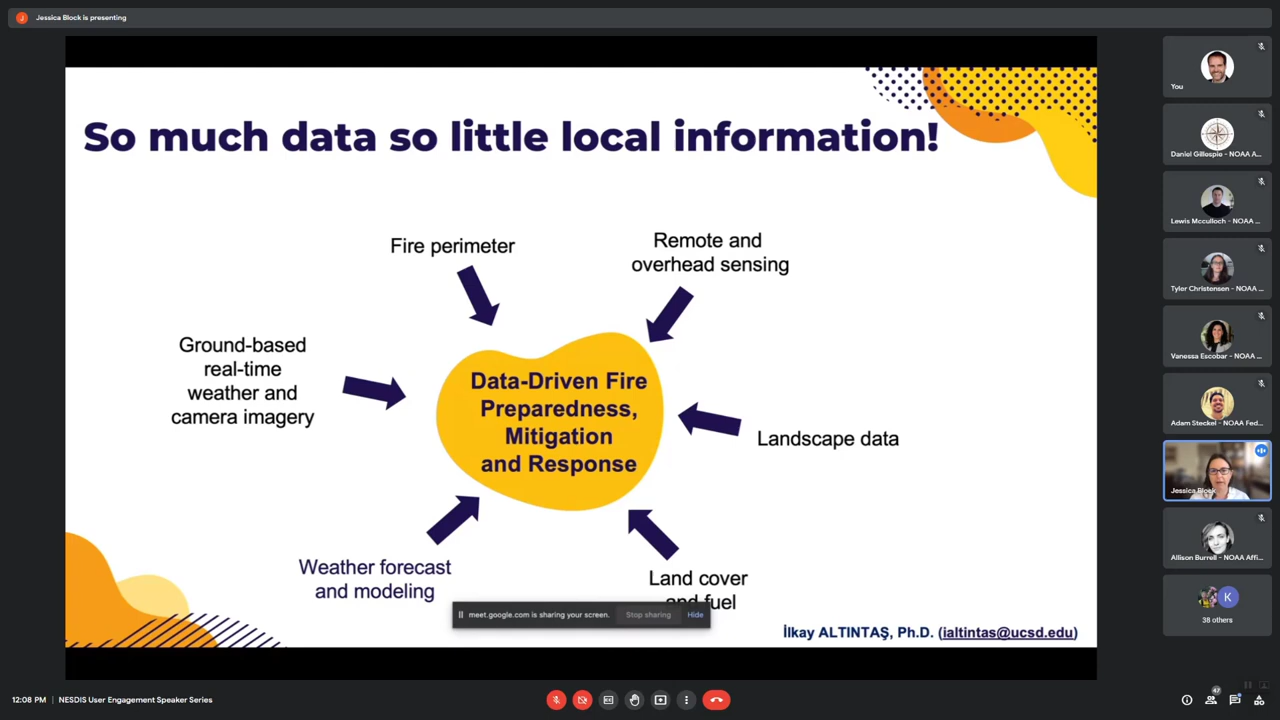 Jessica Block is presenting
So much data so little local information!
Fire perimeter
Remote and
overhead sensing
Ground-based
real-time
weather and
camera imagery
Data-Driven Fire
Preparedness,
Mitigation
and Response
Landscape data
Weather forecast
and modeling
Land cover
and fuel
meet.google.com is sharing your screen.
Stop sharing
Hide
İlkay ALTINTAŞ, Ph.D. (ialtintas@ucsd.edu)
J
You
Daniel Gillespie - NOAA A...
Lewis Mcculloch - NOAA ...
Tyler Christensen - NOAA ...
Vanessa Escobar - NOAA ...
Adam Steckel - NOAA Fed...
Jessica Block
Allison Burrell - NOAA Affi...
K
38 others
12:08 PM
NESDIS User Engagement Speaker Series
47